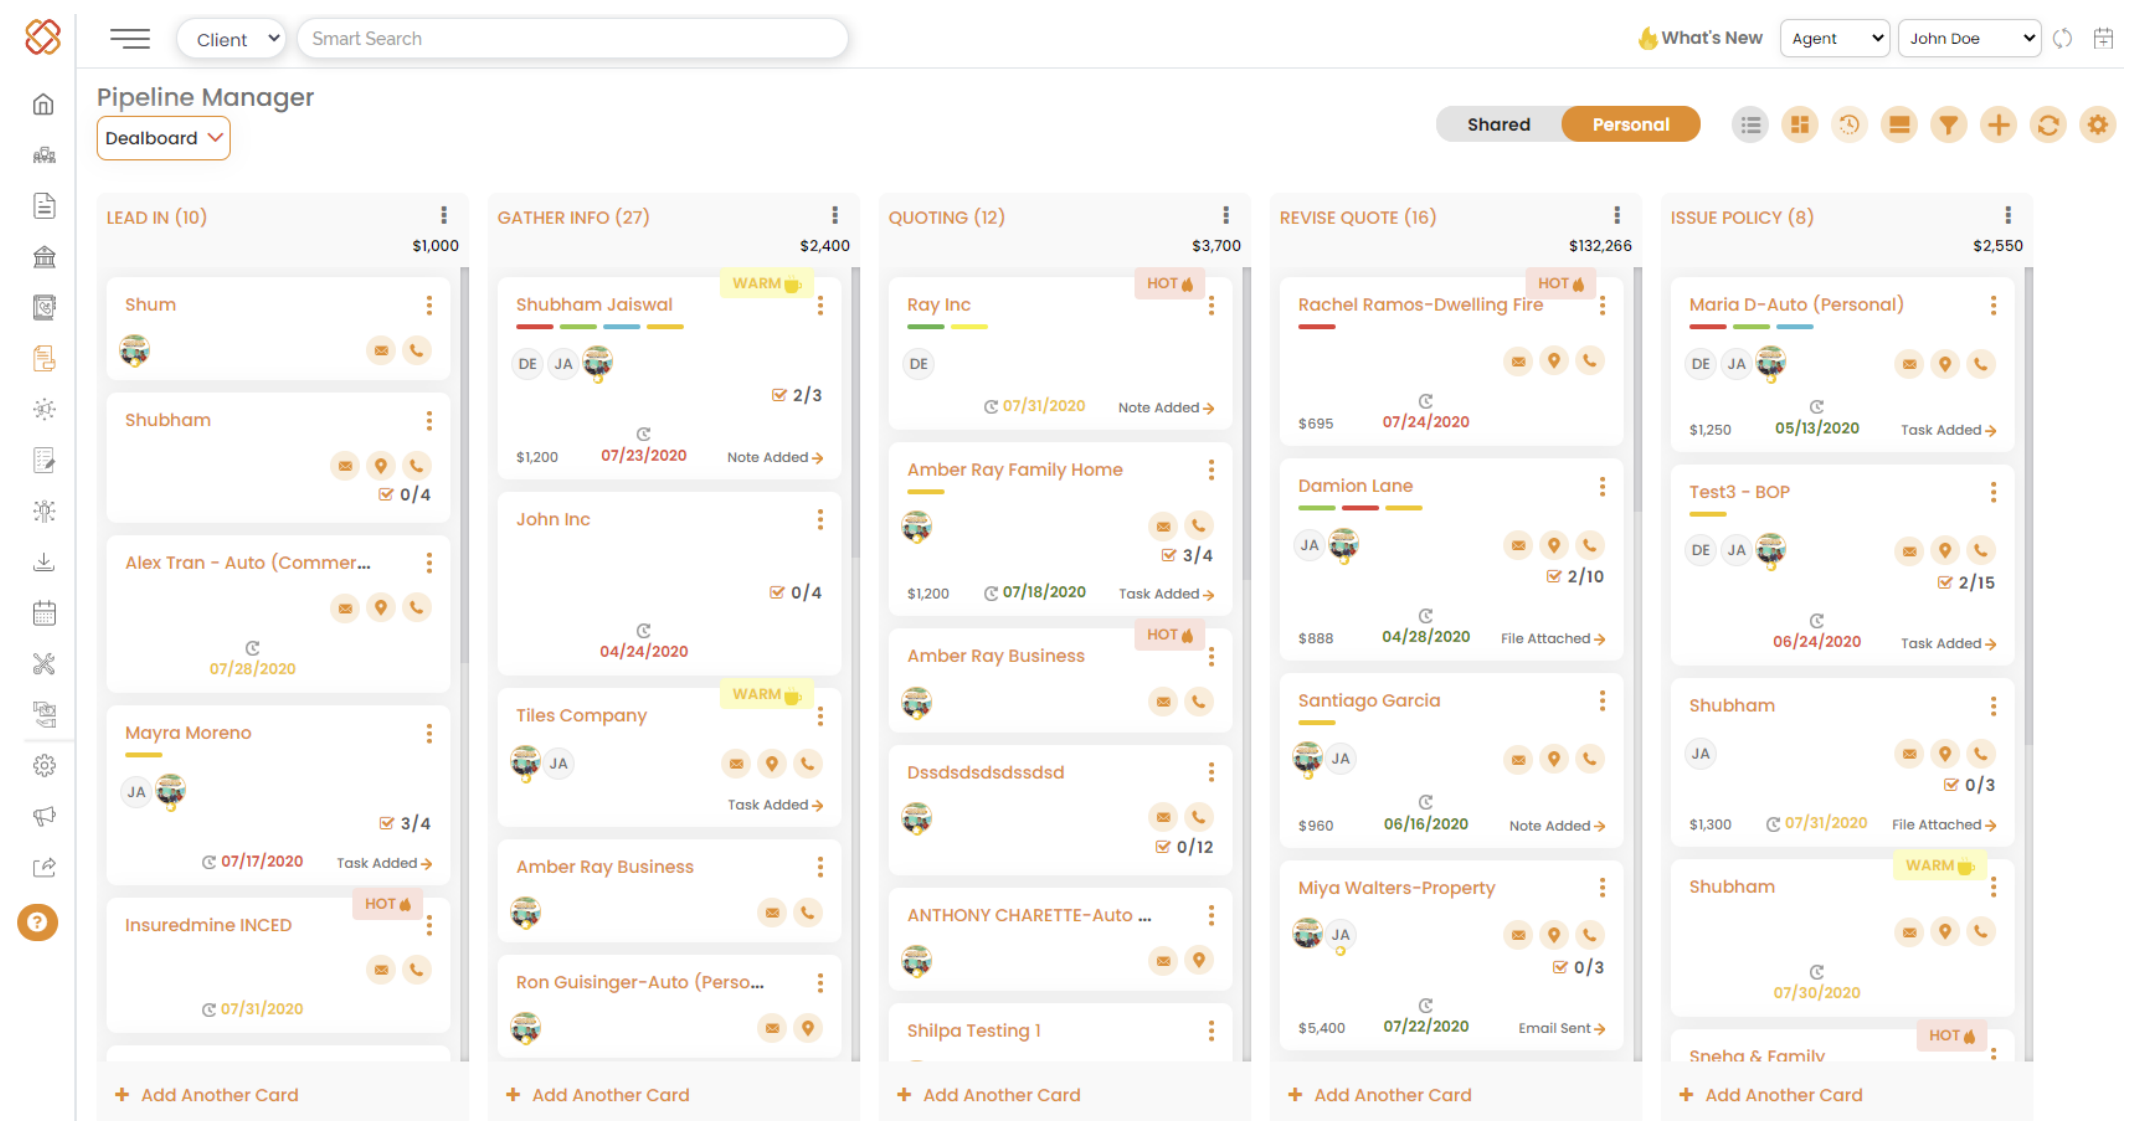 Client
Smart Search
What's New
Agent
John Doe
Pipeline Manager
Dealboard
Shared
Personal
LEAD IN (10)
$1,000
Shum
Shubham
0/4
Alex Tran - Auto (Commer...
07/28/2020
Mayra Moreno
JA
3/4
07/17/2020 Task Added
HOT
Insuredmine INCED
07/31/2020
+ Add Another Card
GATHER INFO (27)
$2,400
WARM
Shubham Jaiswal
DE JA
2/3
$1,200 07/23/2020 Note Added
John Inc
0/4
04/24/2020
WARM
Tiles Company
JA
Task Added
Amber Ray Business
Ron Guisinger-Auto (Perso...
+ Add Another Card
QUOTING (12)
$3,700
HOT
Ray Inc
DE
07/31/2020 Note Added
Amber Ray Family Home
3/4
$1,200 07/18/2020 Task Added
HOT
Amber Ray Business
Dssdsdsdsdssdsd
0/12
ANTHONY CHARETTE-Auto ...
Shilpa Testing 1
+ Add Another Card
REVISE QUOTE (16)
$132,266
HOT
Rachel Ramos-Dwelling Fire
$695 07/24/2020
Damion Lane
JA
2/10
$888 04/28/2020 File Attached
Santiago Garcia
JA
$960 06/16/2020 Note Added
Miya Walters-Property
JA
0/3
$5,400 07/22/2020 Email Sent
+ Add Another Card
ISSUE POLICY (8)
$2,550
Maria D-Auto (Personal)
DE JA
$1,250 05/13/2020 Task Added
Test3 - BOP
DE JA
2/15
06/24/2020 Task Added
Shubham
JA
0/3
$1,300 07/31/2020 File Attached
WARM
Shubham
07/30/2020
HOT
Sneha & Family
+ Add Another Card